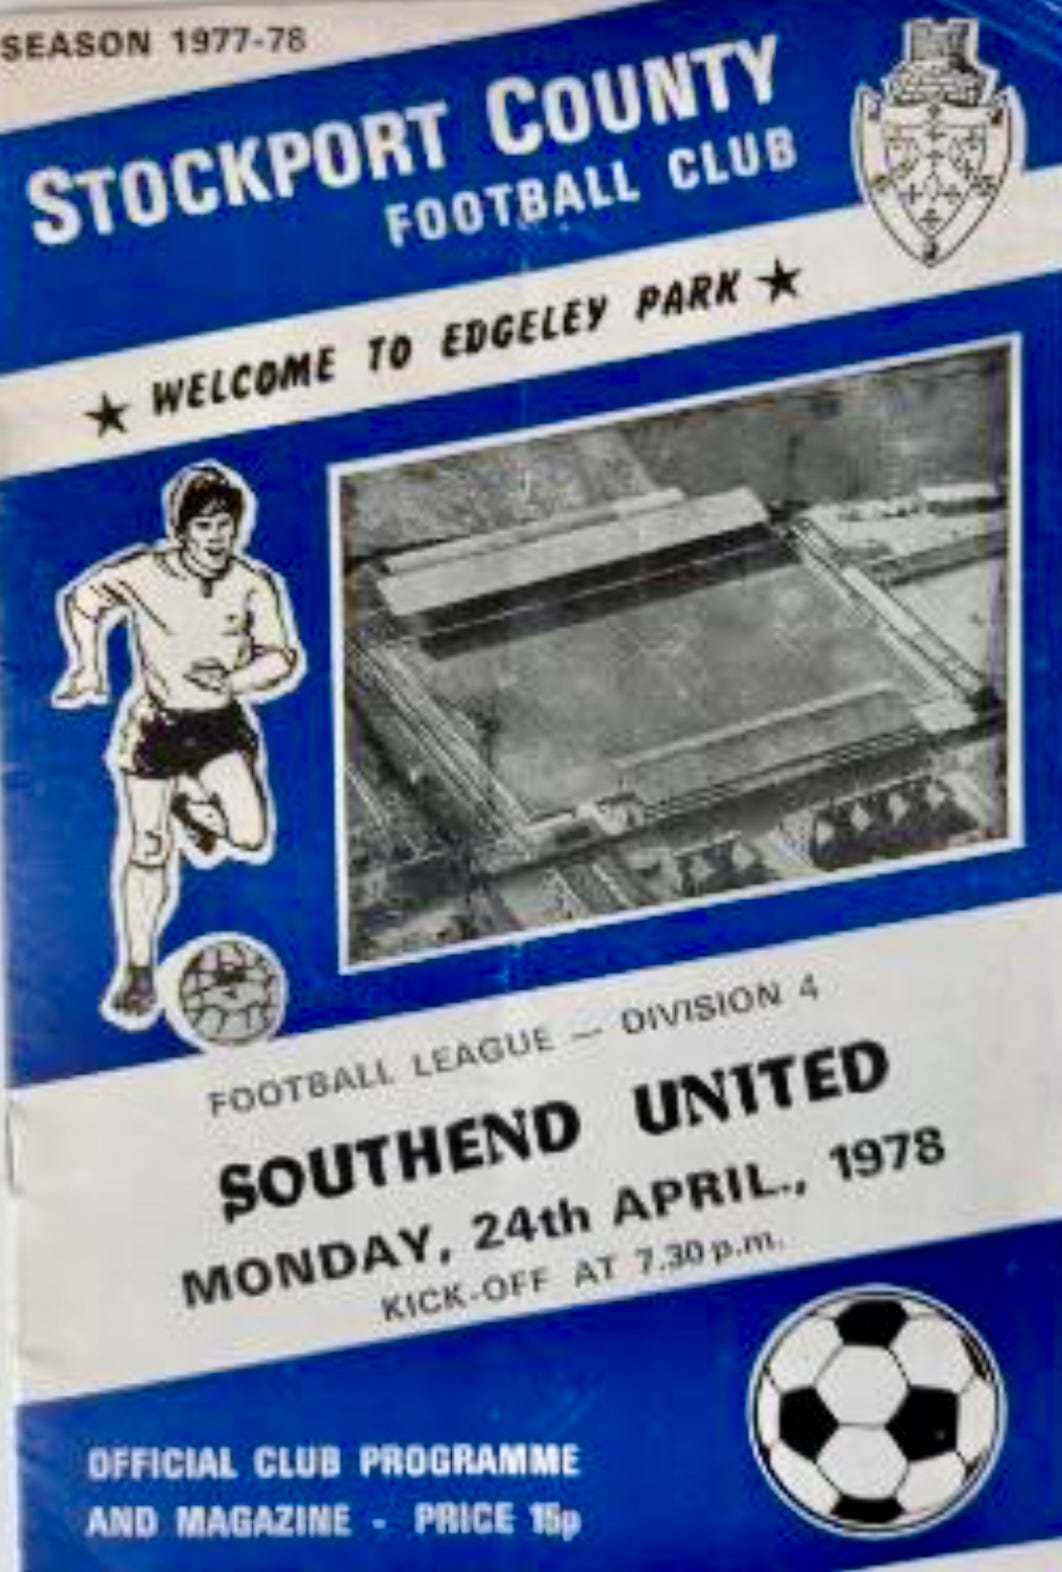 SEASON 1977-78
STOCKPORT COUNTY
FOOTBALL CLUB
★ WELCOME TO EDGELEY PARK ★
FOOTBALL LEAGUE — DIVISION 4
SOUTHEND UNITED
MONDAY, 24th APRIL., 1978
KICK-OFF AT 7.30 p.m.
OFFICIAL CLUB PROGRAMME
AND MAGAZINE - PRICE 15p